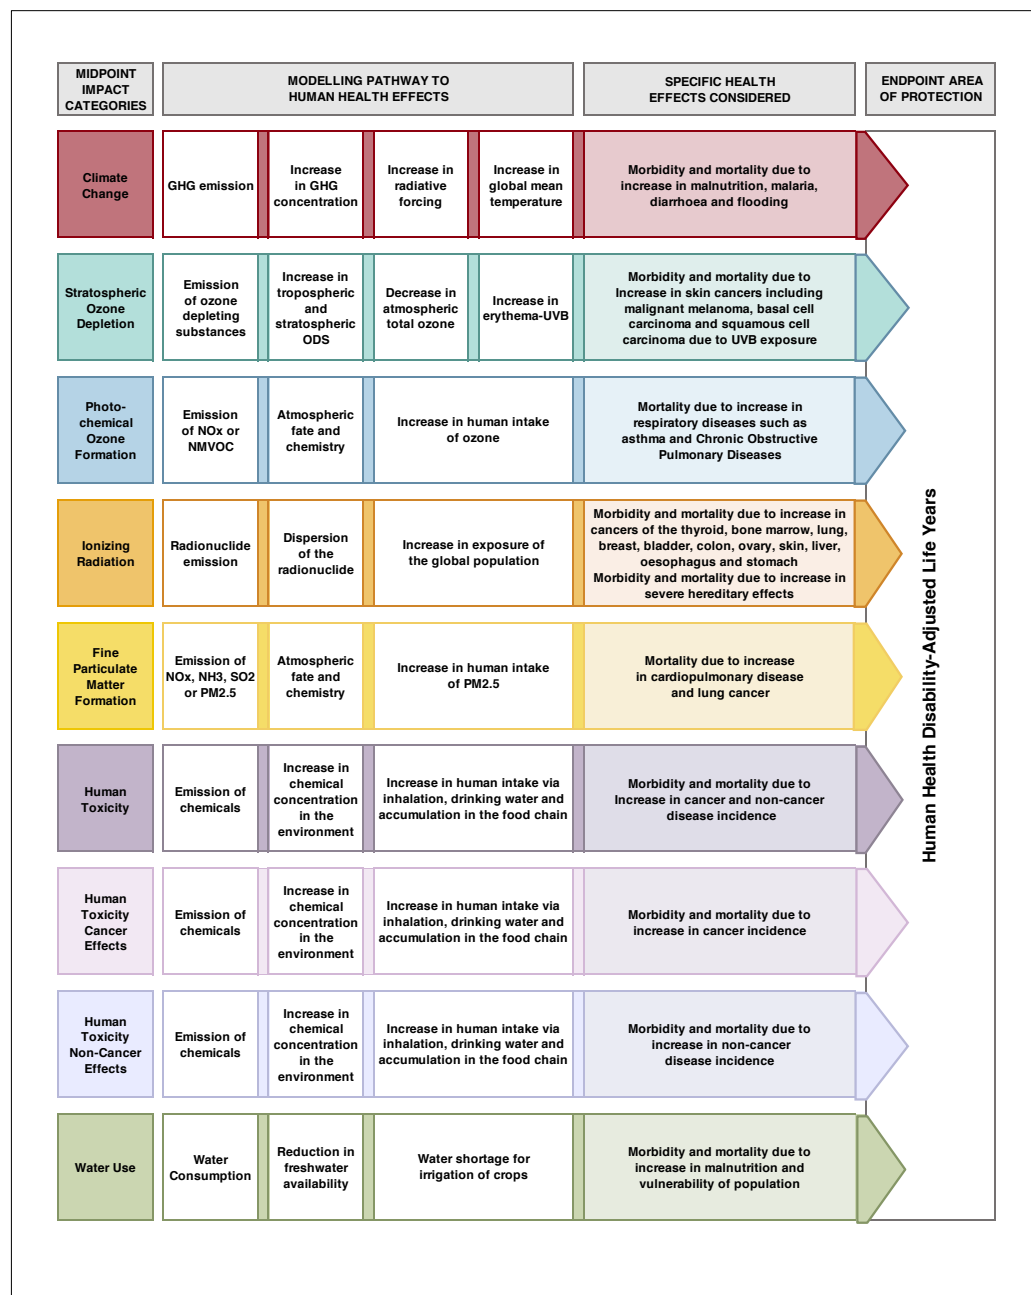 MIDPOINT
IMPACT
CATEGORIES
MODELLING PATHWAY TO
HUMAN HEALTH EFFECTS
SPECIFIC HEALTH
EFFECTS CONSIDERED
ENDPOINT AREA
OF PROTECTION
Climate
Change
GHG emission
Increase
in GHG
concentration
Increase in
radiative
forcing
Increase in
global mean
temperature
Morbidity and mortality due to
increase in malnutrition, malaria,
diarrhoea and flooding
Stratospheric
Ozone
Depletion
Emission
of ozone
depleting
substances
Increase in
tropospheric
and
stratospheric
ODS
Decrease in
atmospheric
total ozone
Increase in
erythema-UVB
Morbidity and mortality due to
Increase in skin cancers including
malignant melanoma, basal cell
carcinoma and squamous cell
carcinoma due to UVB exposure
Photo-
chemical
Ozone
Formation
Emission
of NOx or
NMVOC
Atmospheric
fate and
chemistry
Increase in human intake
of ozone
Mortality due to increase in
respiratory diseases such as
asthma and Chronic Obstructive
Pulmonary Diseases
Ionizing
Radiation
Radionuclide
emission
Dispersion
of the
radionuclide
Increase in exposure of
the global population
Morbidity and mortality due to increase in
cancers of the thyroid, bone marrow, lung,
breast, bladder, colon, ovary, skin, liver,
oesophagus and stomach
Morbidity and mortality due to increase in
severe hereditary effects
Fine
Particulate
Matter
Formation
Emission of
NOx, NH3, SO2
or PM2.5
Atmospheric
fate and
chemistry
Increase in human intake
of PM2.5
Mortality due to increase
in cardiopulmonary disease
and lung cancer
Human
Toxicity
Emission of
chemicals
Increase in
chemical
concentration
in the
environment
Increase in human intake via
inhalation, drinking water and
accumulation in the food chain
Morbidity and mortality due to
Increase in cancer and non-cancer
disease incidence
Human
Toxicity
Cancer
Effects
Emission of
chemicals
Increase in
chemical
concentration
in the
environment
Increase in human intake via
inhalation, drinking water and
accumulation in the food chain
Morbidity and mortality due to
increase in cancer incidence
Human
Toxicity
Non-Cancer
Effects
Emission of
chemicals
Increase in
chemical
concentration
in the
environment
Increase in human intake via
inhalation, drinking water and
accumulation in the food chain
Morbidity and mortality due to
increase in non-cancer
disease incidence
Water Use
Water
Consumption
Reduction in
freshwater
availability
Water shortage for
irrigation of crops
Morbidity and mortality due to
increase in malnutrition and
vulnerability of population
Human Health Disability-Adjusted Life Years